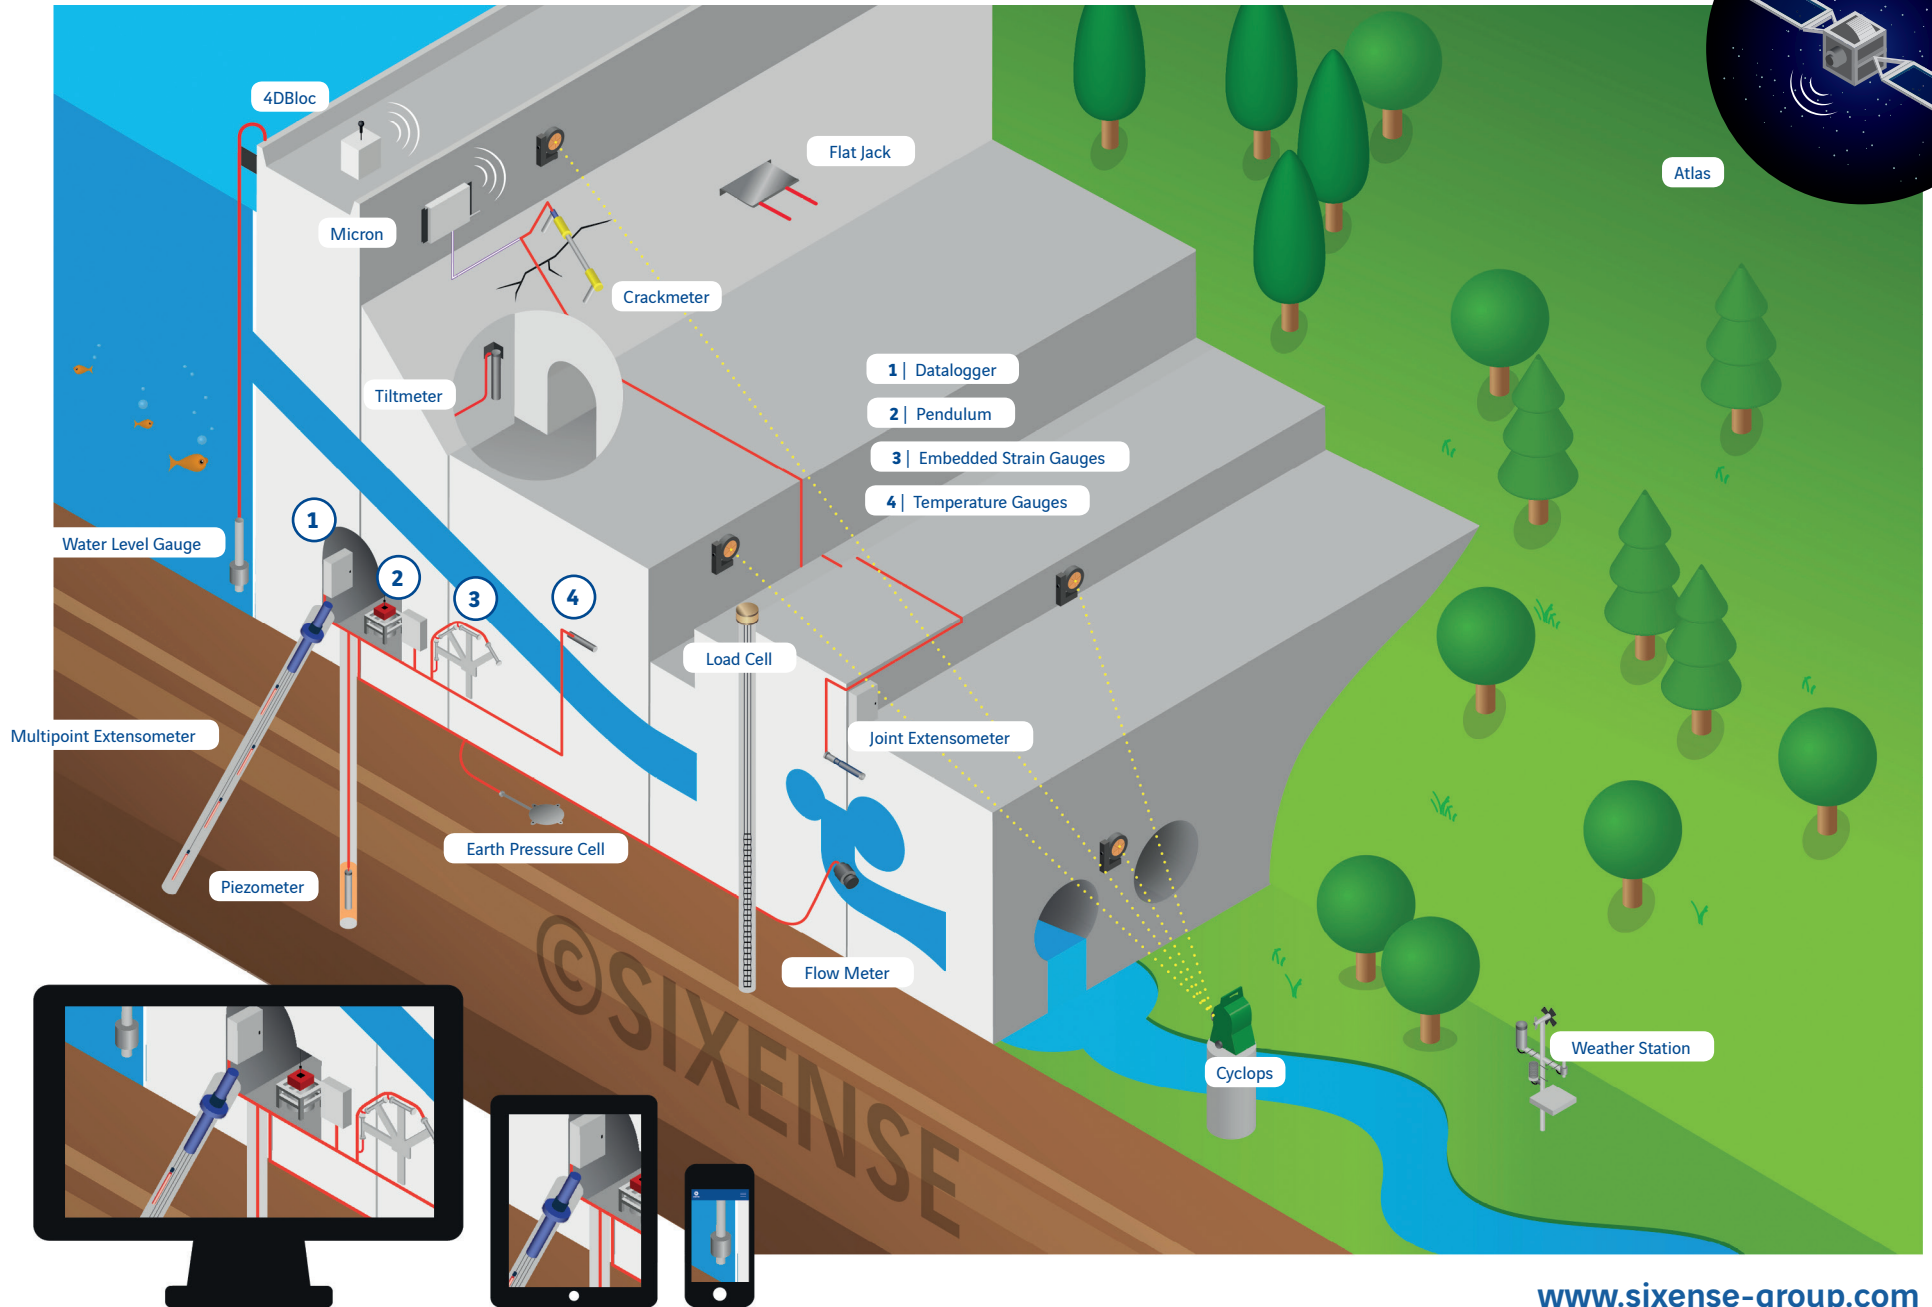 4DBloc
Flat Jack
Atlas
Micron
Crackmeter
1 | Datalogger
Tiltmeter
2 | Pendulum
3 | Embedded Strain Gauges
4 | Temperature Gauges
1
Water Level Gauge
2
3
4
Load Cell
Multipoint Extensometer
Joint Extensometer
Earth Pressure Cell
Piezometer
Flow Meter
©SIXENSE
Weather Station
Cyclops
www.sixense-group.com